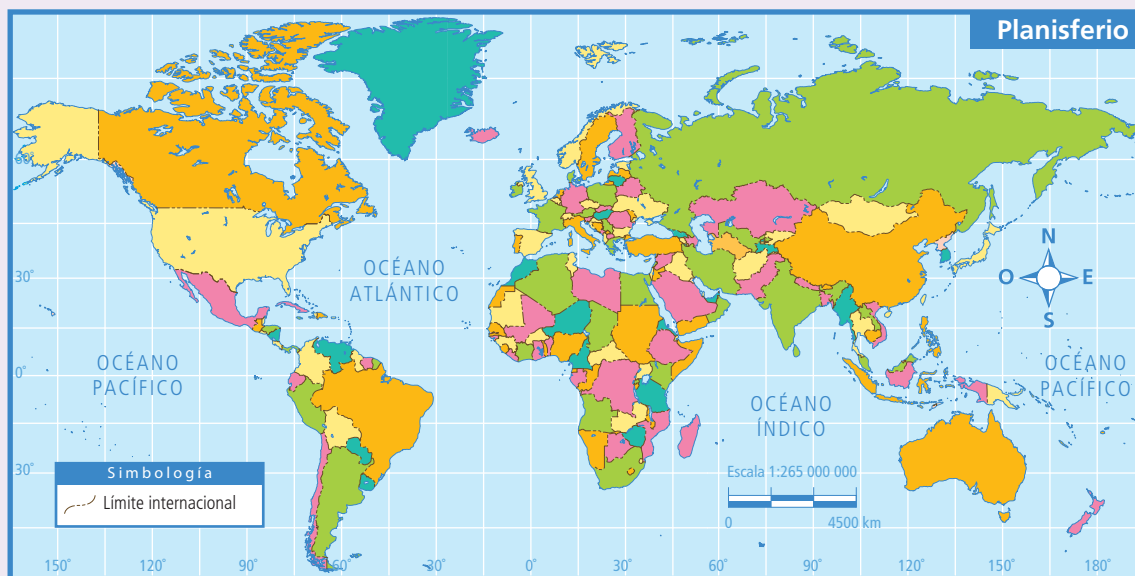 Planisferio
60°
OCÉANO
ATLÁNTICO
N
O
E
S
30°
OCÉANO
PACÍFICO
OCÉANO
PACÍFICO
0°
OCÉANO
ÍNDICO
30°
Simbología
Límite internacional
Escala 1:265 000 000
0
4500 km
150°
120°
90°
60°
30°
0°
30°
60°
90°
120°
150°
180°